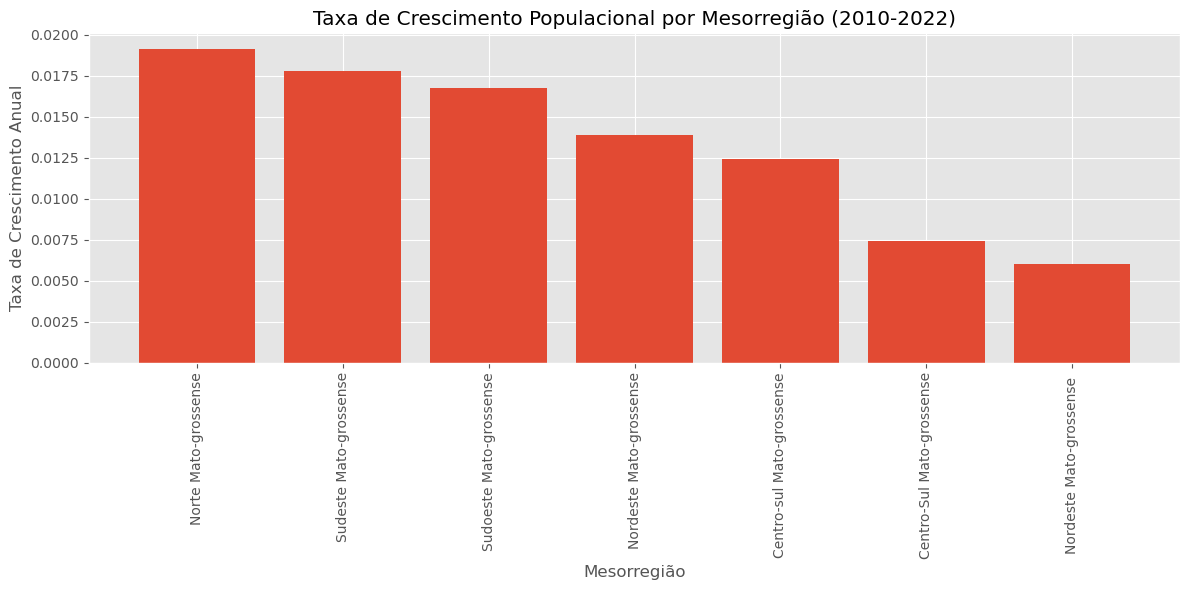 Taxa de Crescimento Populacional por Mesorregião (2010-2022)
Taxa de Crescimento Anual
0.0200
0.0175
0.0150
0.0125
0.0100
0.0075
0.0050
0.0025
0.0000
Norte Mato-grossense
Sudeste Mato-grossense
Sudoeste Mato-grossense
Nordeste Mato-grossense
Centro-sul Mato-grossense
Centro-Sul Mato-grossense
Nordeste Mato-grossense
Mesorregião